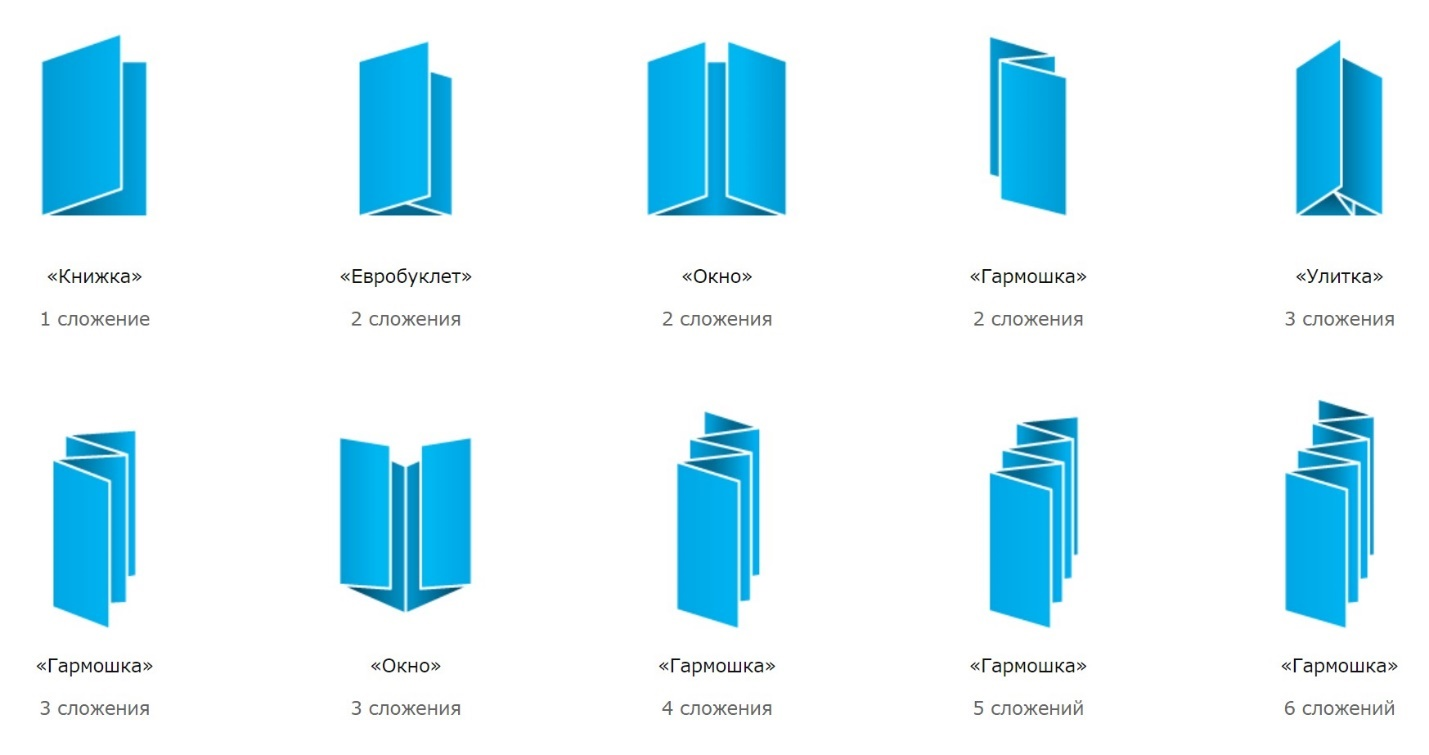 «Книжка»
«Евробуклет»
«Окно»
«Гармошка»
«Улитка»
1 сложение
2 сложения
2 сложения
2 сложения
3 сложения
«Гармошка»
«Окно»
«Гармошка»
«Гармошка»
«Гармошка»
3 сложения
3 сложения
4 сложения
5 сложений
6 сложений